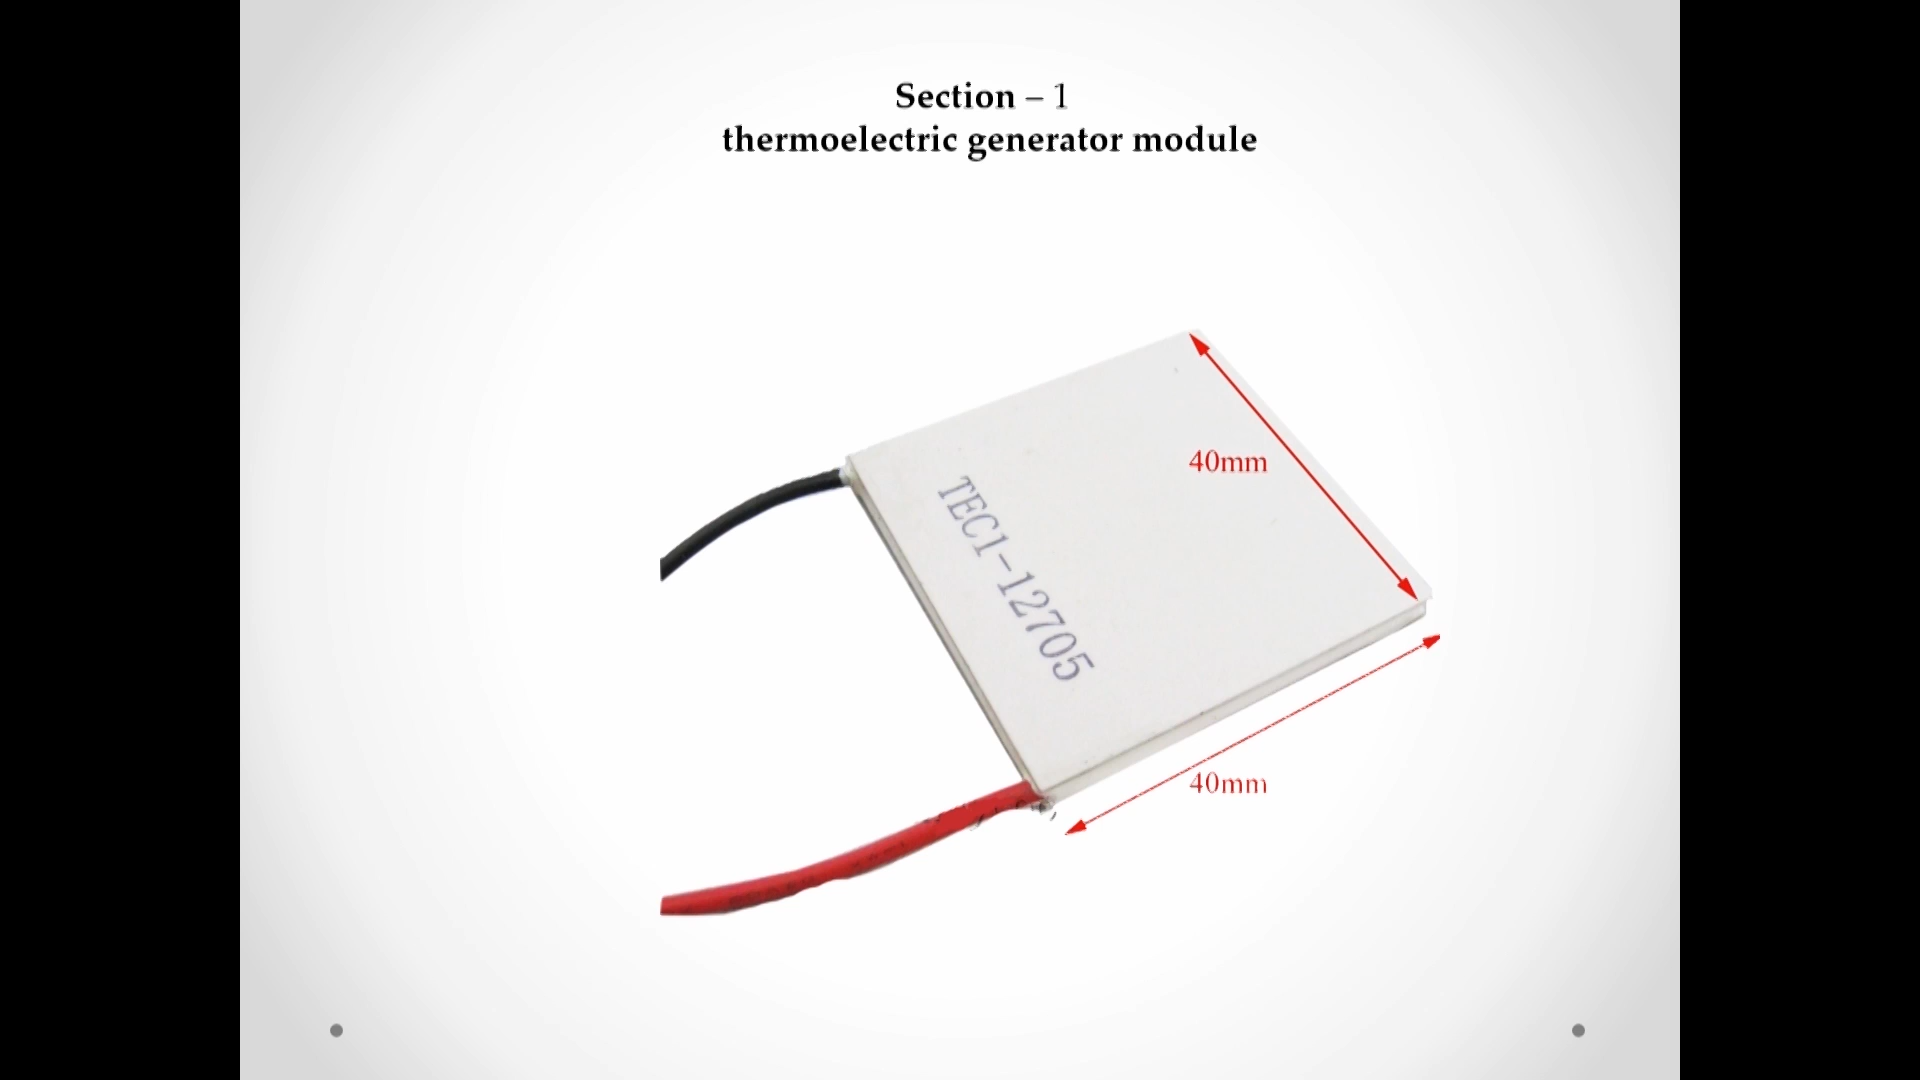 Section – 1
thermoelectric generator module
40mm
TEC1-12705
40mm